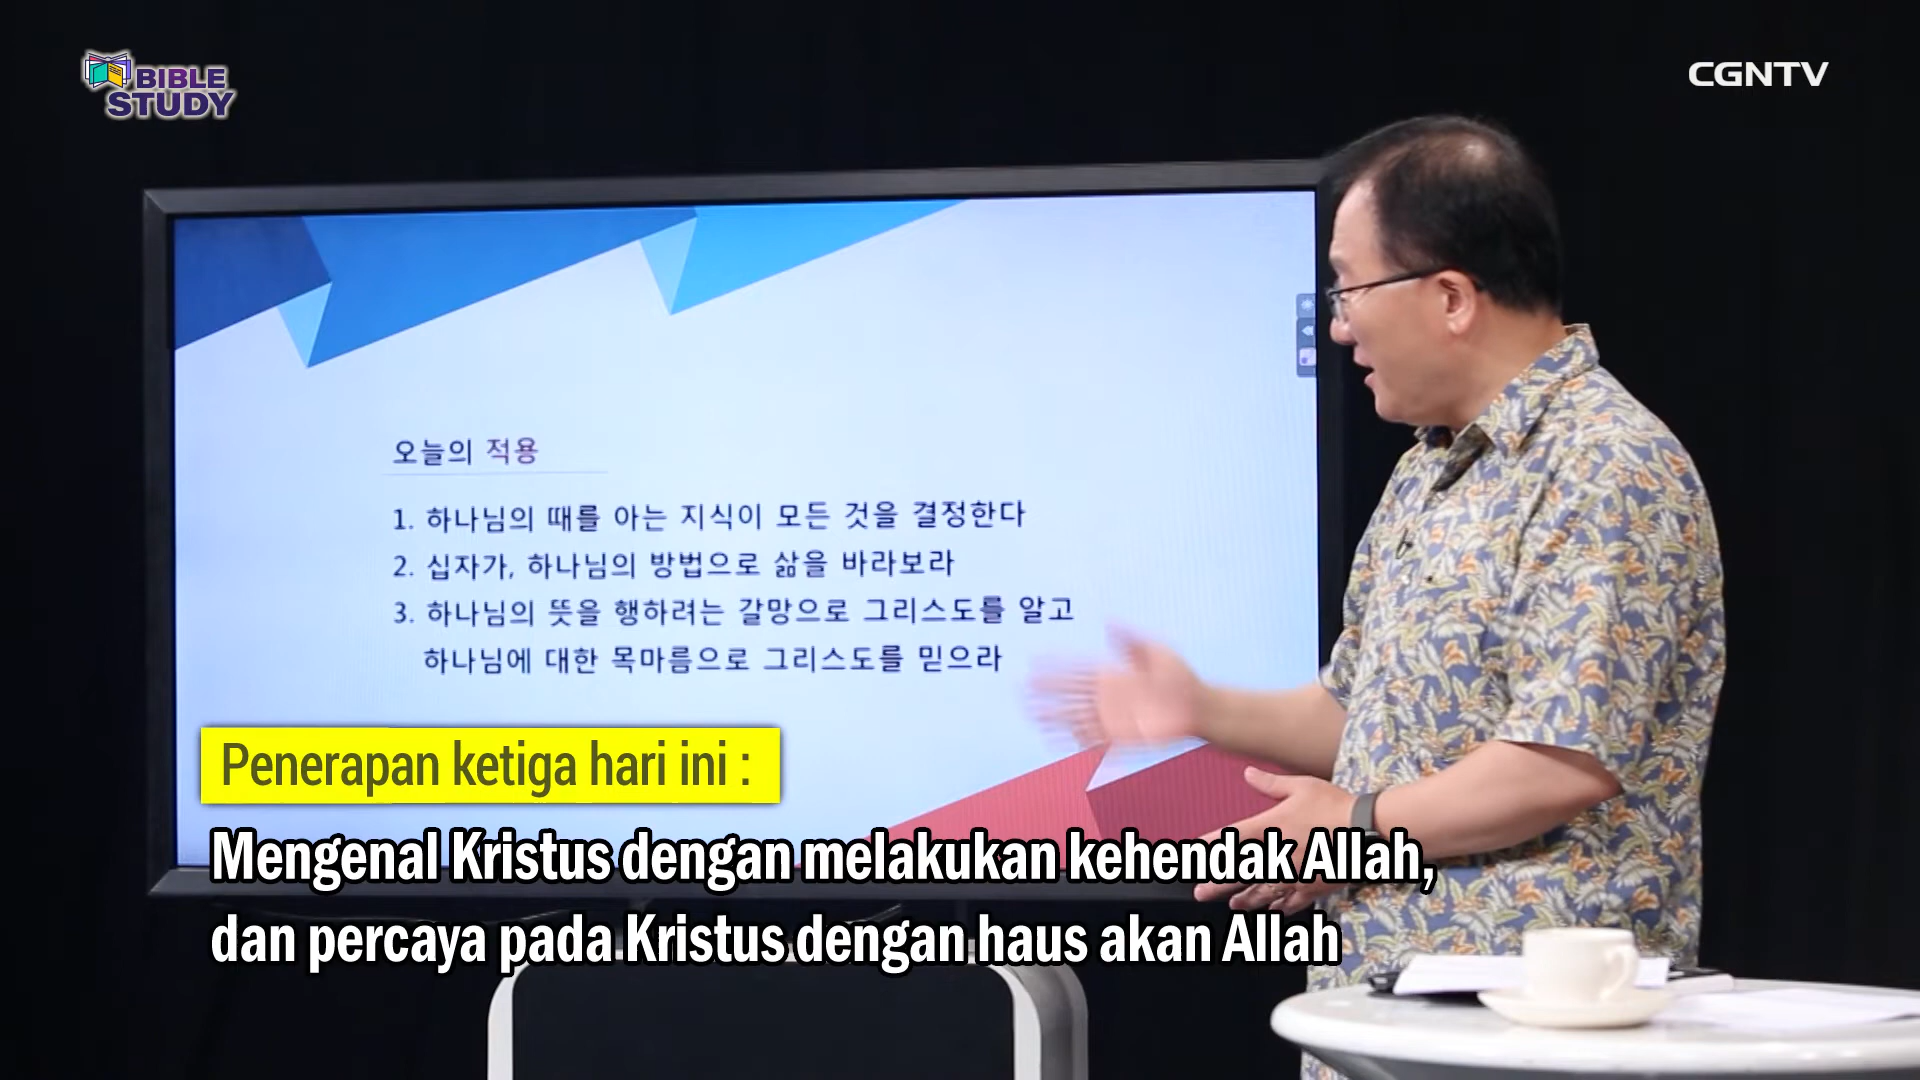 BIBLE
STUDY
CGNTV
오늘의 적용
1. 하나님의 때를 아는 지식이 모든 것을 결정한다
2. 십자가, 하나님의 방법으로 삶을 바라보라
3. 하나님의 뜻을 행하려는 갈망으로 그리스도를 알고
하나님에 대한 목마름으로 그리스도를 믿으라
Penerapan ketiga hari ini :
Mengenal Kristus dengan melakukan kehendak Allah,
dan percaya pada Kristus dengan haus akan Allah